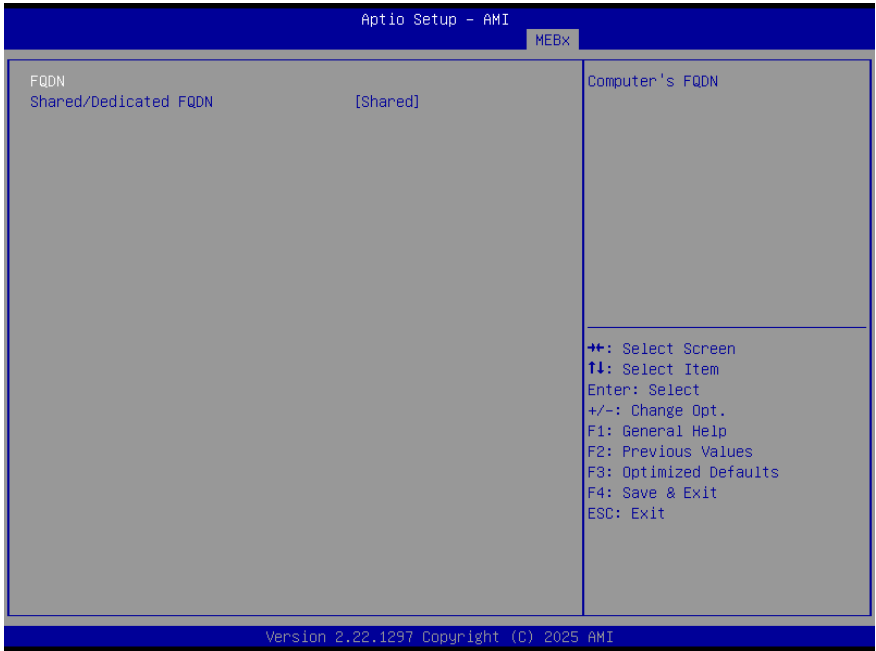 Aptio Setup – AMI
MEBx
FQDN
Shared/Dedicated FQDN [Shared]
Computer's FQDN
→←: Select Screen
↑↓: Select Item
Enter: Select
+/-: Change Opt.
F1: General Help
F2: Previous Values
F3: Optimized Defaults
F4: Save & Exit
ESC: Exit
Version 2.22.1297 Copyright (C) 2025 AMI